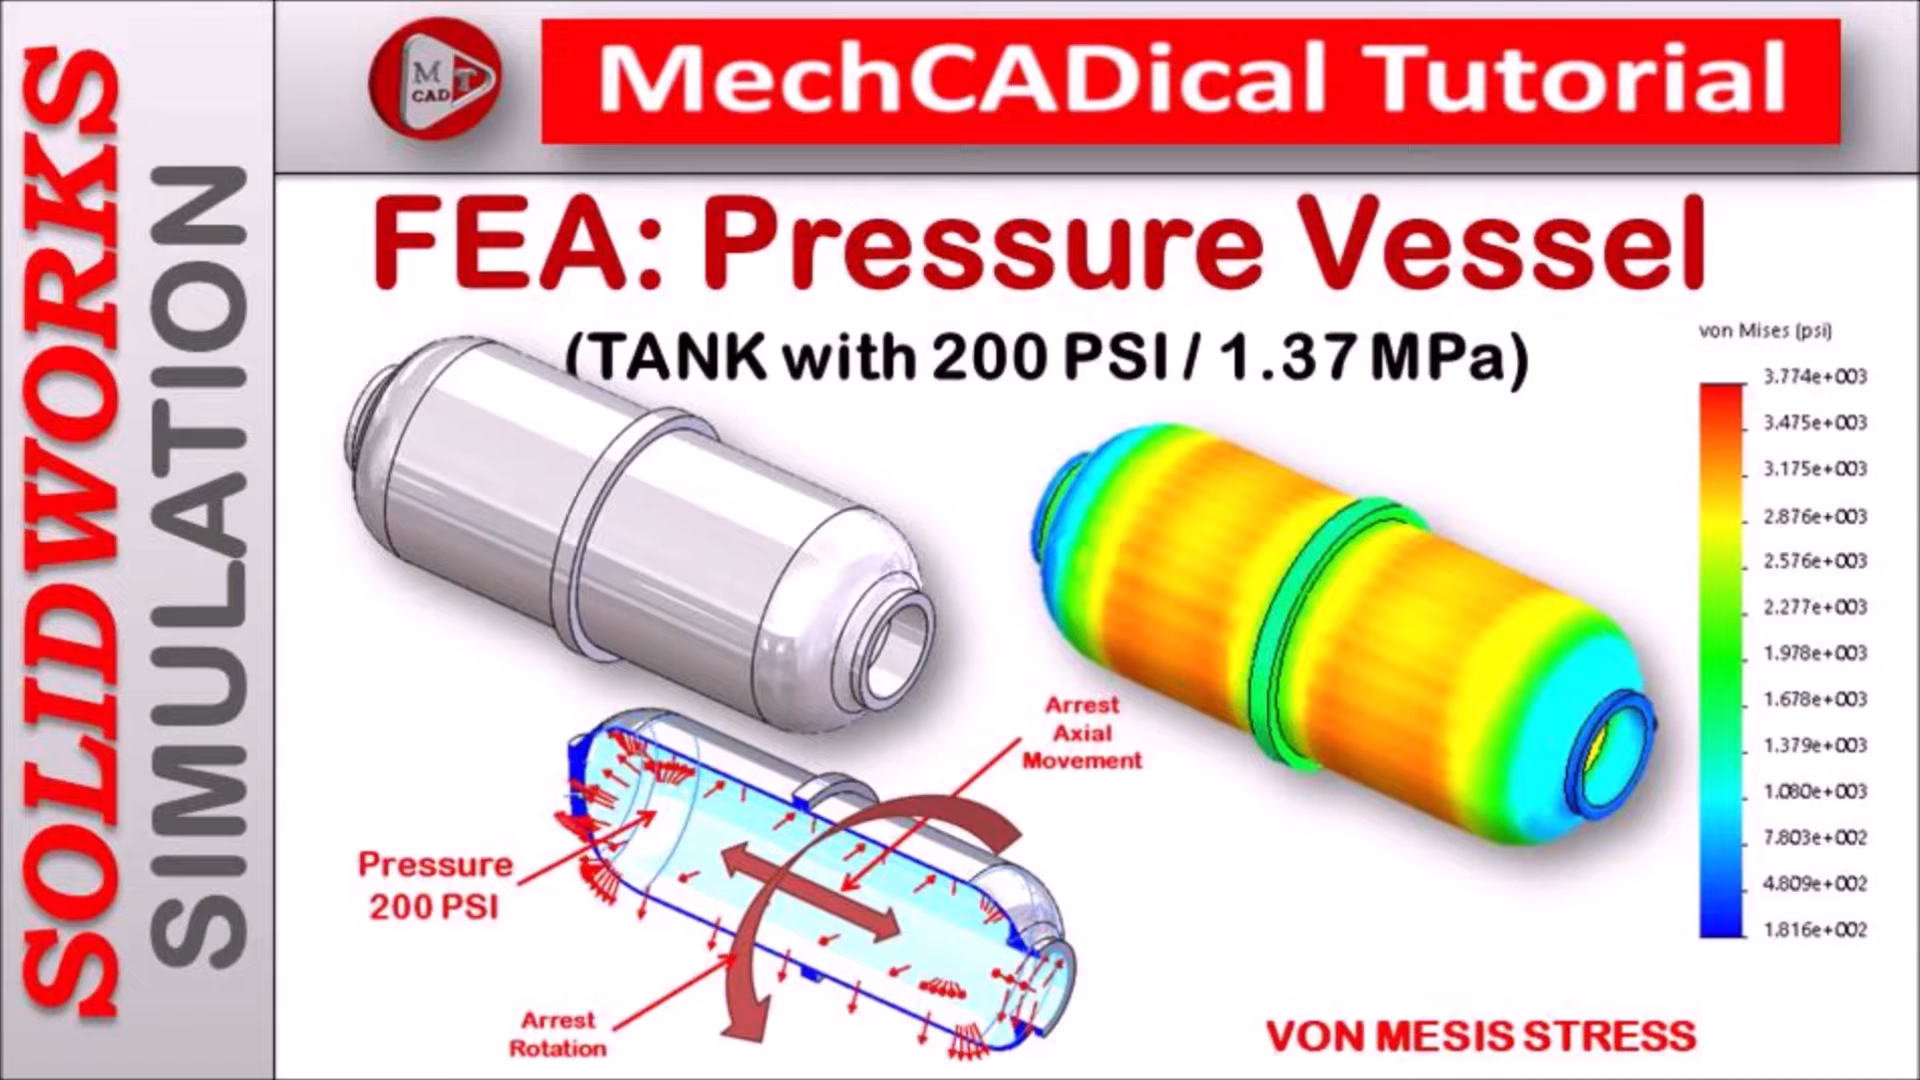 SOLIDWORKS
SIMULATION
M T
CAD
MechCADical Tutorial
FEA: Pressure Vessel
(TANK with 200 PSI / 1.37 MPa)
von Mises (psi)
3.774e+003
3.475e+003
3.175e+003
2.876e+003
2.576e+003
2.277e+003
1.978e+003
1.678e+003
1.379e+003
1.080e+003
7.803e+002
4.809e+002
1.816e+002
Arrest
Axial
Movement
Pressure
200 PSI
Arrest
Rotation
VON MESIS STRESS